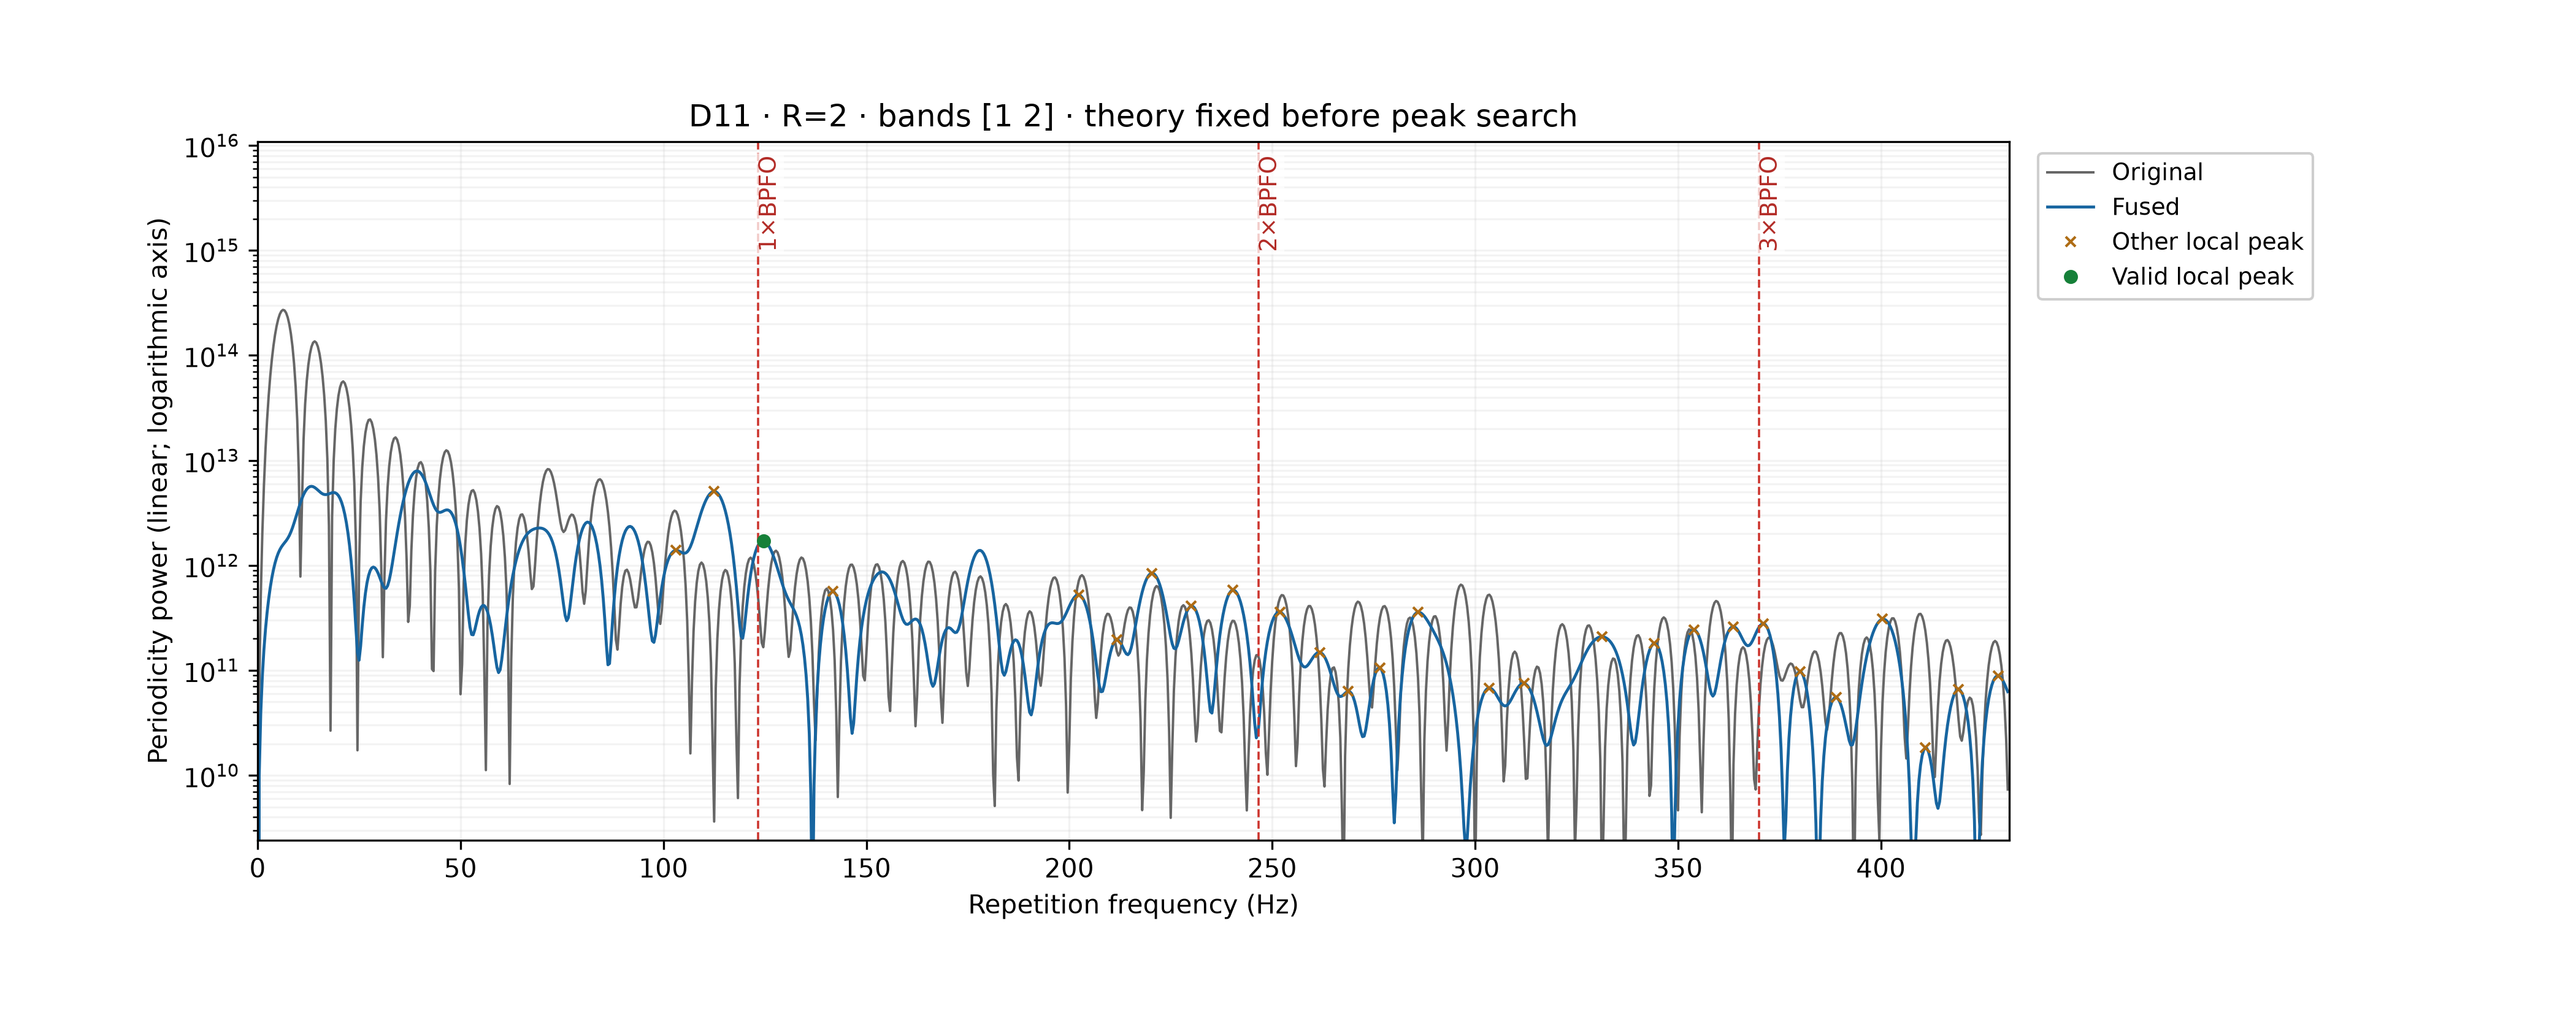 D11 · R=2 · bands [1 2] · theory fixed before peak search
Periodicity power (linear; logarithmic axis)
10^16
10^15
10^14
10^13
10^12
10^11
10^10
1×BPFO
2×BPFO
3×BPFO
Original
Fused
Other local peak
Valid local peak
0 50 100 150 200 250 300 350 400
Repetition frequency (Hz)